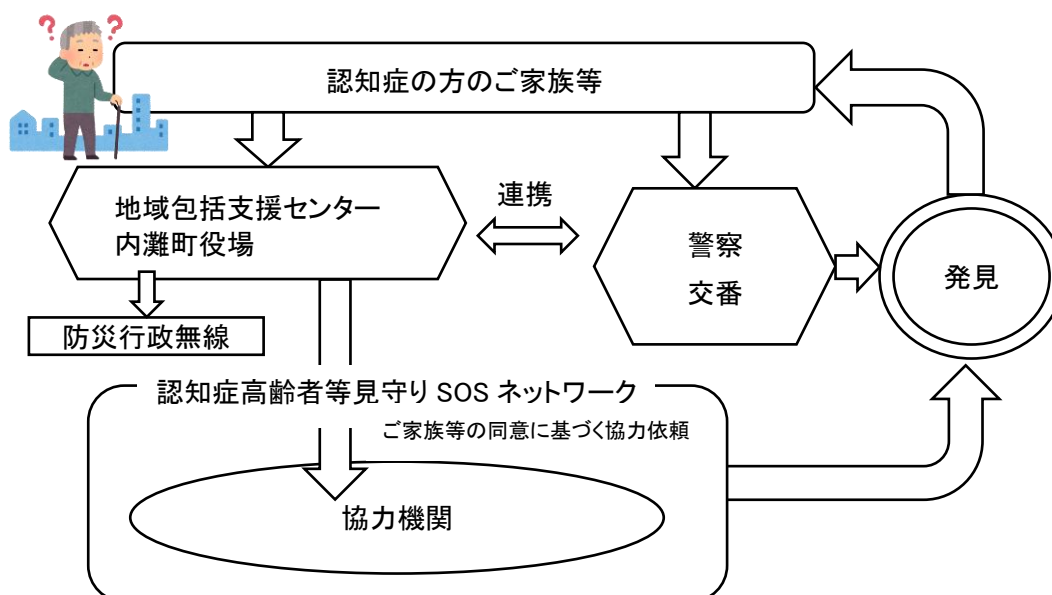 ? ?
認知症の方のご家族等
地域包括支援センター
内灘町役場
連携
警察
交番
発見
防災行政無線
認知症高齢者等見守り SOS ネットワーク
ご家族等の同意に基づく協力依頼
協力機関